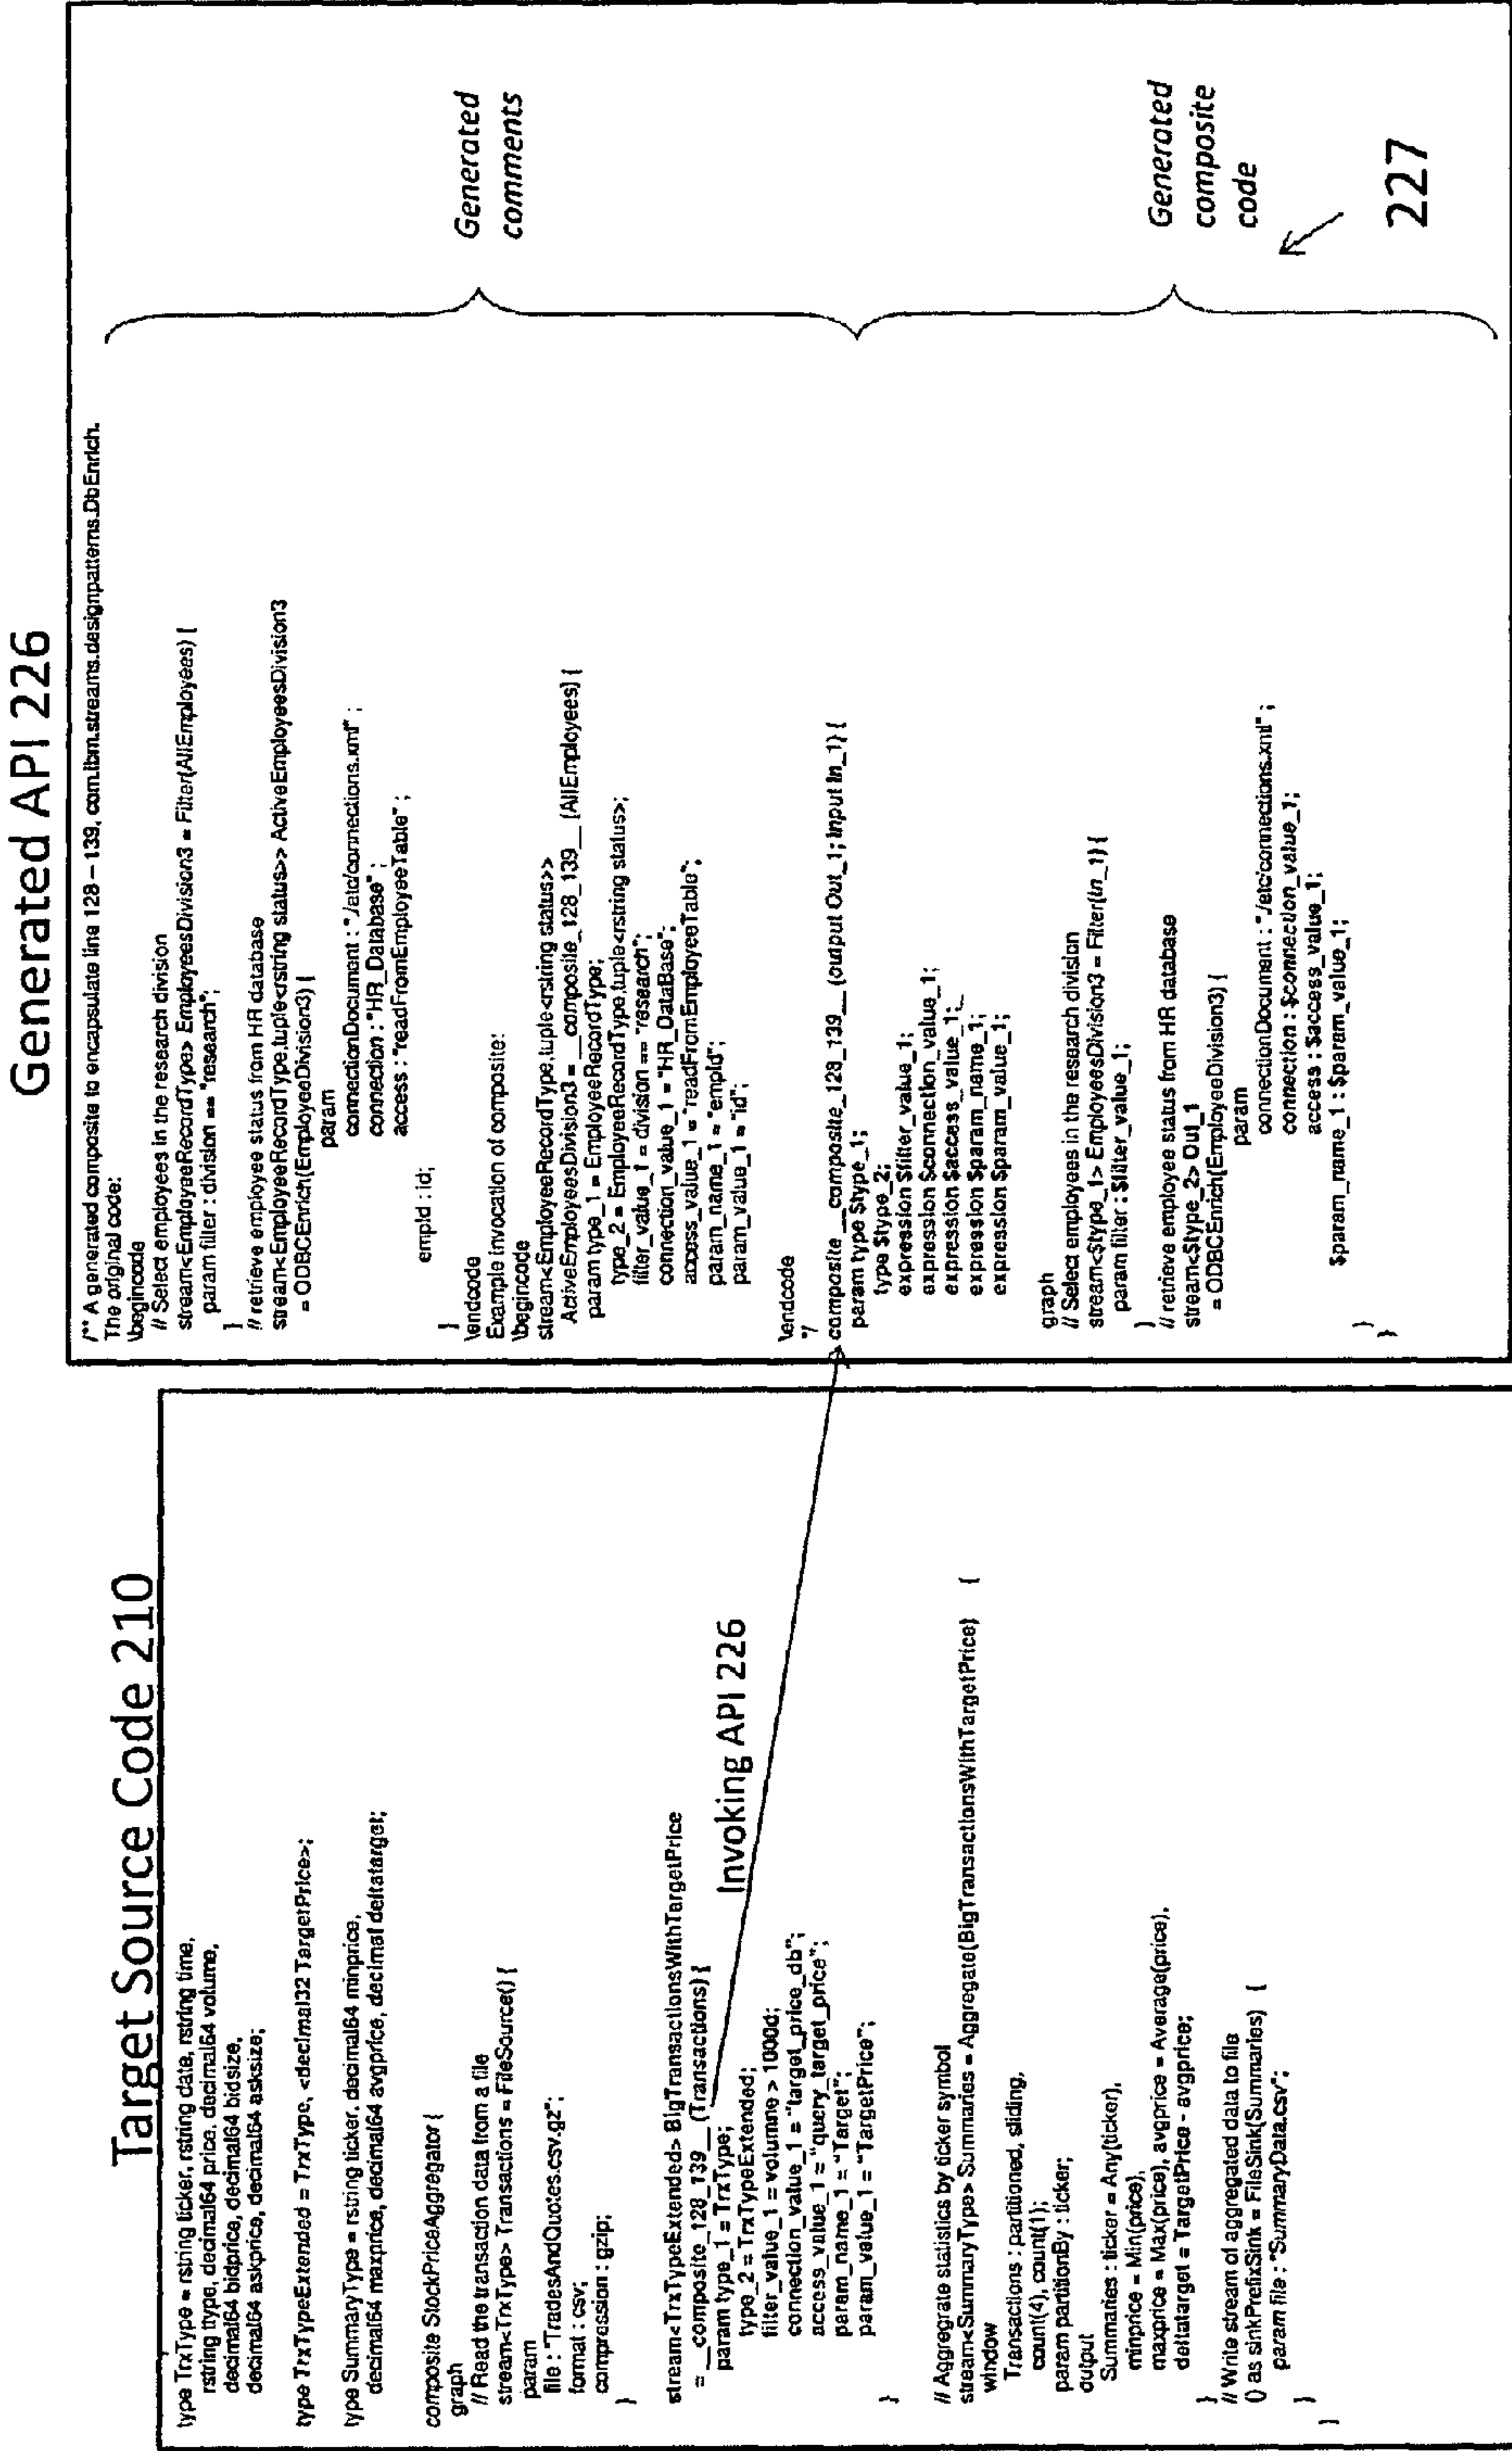 Target Source Code 210
type TrxType = rstring ticker, rstring date, rstring time,
rstring ttype, decimal64 price, decimal64 volume,
decimal64 bidprice, decimal64 bidsize,
decimal64 askprice, decimal64 asksize;
type TrxTypeExtended = TrxType, <decimal32 TargetPrice>;
type SummaryType = rstring ticker, decimal64 minprice,
decimal64 maxprice, decimal64 avgprice, decimal deltatarget;
composite StockPriceAggregator {
graph
// Read the transaction data from a file
stream<TrxType> Transactions = FileSource() {
param
file : "TradesAndQuotes.csv.gz";
format : csv;
compression : gzip;
}
stream<TrxTypeExtended> BigTransactionsWithTargetPrice
= __composite_128_139__ (Transactions) {
param type_1 = TrxType;
type_2 = TrxTypeExtended;
filter_value_1 = volumne > 1000d;
connection_value_1 = "target_price_db";
access_value_1 = "query_target_price";
param_name_1 = "Target";
param_value_1 = "TargetPrice";
}
Invoking API 226
// Aggregrate statistics by ticker symbol
stream<SummaryType> Summaries = Aggregate(BigTransactionsWithTargetPrice) {
window
Transactions : partitioned, sliding,
count(4), count(1);
param partitionBy : ticker;
output
Summaries : ticker = Any(ticker),
minprice = Min(price),
maxprice = Max(price), avgprice = Average(price),
deltatarget = TargetPrice - avgprice;
}
// Write stream of aggregated data to file
() as sinkPrefixSink = FileSink(Summaries) {
param file : "SummaryData.csv";
}
}
Generated API 226
/** A generated composite to encapsulate line 128 – 139, com.ibm.streams.designpatterns.DbEnrich.
The original code:
\begincode
// Select employees in the research division
stream<EmployeeRecordType> EmployeesDivision3 = Filter(AllEmployees) {
param filter : division == "research";
}
// retrieve employee status from HR database
stream<EmployeeRecordType,tuple<rstring status>> ActiveEmployeesDivision3
= ODBCEnrich(EmployeeDivision3) {
param
connectionDocument : "/etc/connections.xml" ;
connection : "HR_Database" ;
access : "readFromEmployeeTable" ;
empId : id;
}
\endcode
Example invocation of composite:
\begincode
stream<EmployeeRecordType,tuple<rstring status>>
ActiveEmployeesDivision3 = __composite_128_139__ (AllEmployees) {
param type_1 = EmployeeRecordType;
type_2 = EmployeeRecordType,tuple<rstring status>;
filter_value_1 = division == "research";
connection_value_1 = "HR_DataBase";
access_value_1 = "readFromEmployeeTable";
param_name_1 = "empId";
param_value_1 = "id";
\endcode
*/
composite __composite_128_139__ (output Out_1; input In_1) {
param type $type_1;
type $type_2;
expression $filter_value_1;
expression $connection_value_1;
expression $access_value_1;
expression $param_name_1;
expression $param_value_1;
graph
// Select employees in the research division
stream<$type_1> EmployeesDivision3 = Filter(In_1) {
param filter : $filter_value_1;
}
// retrieve employee status from HR database
stream<$type_2> Out_1
= ODBCEnrich(EmployeeDivision3) {
param
connectionDocument : "/etc/connections.xml" ;
connection : $connection_value_1;
access : $access_value_1;
$param_name_1 : $param_value_1;
}
}
Generated
comments
Generated
composite
code
227